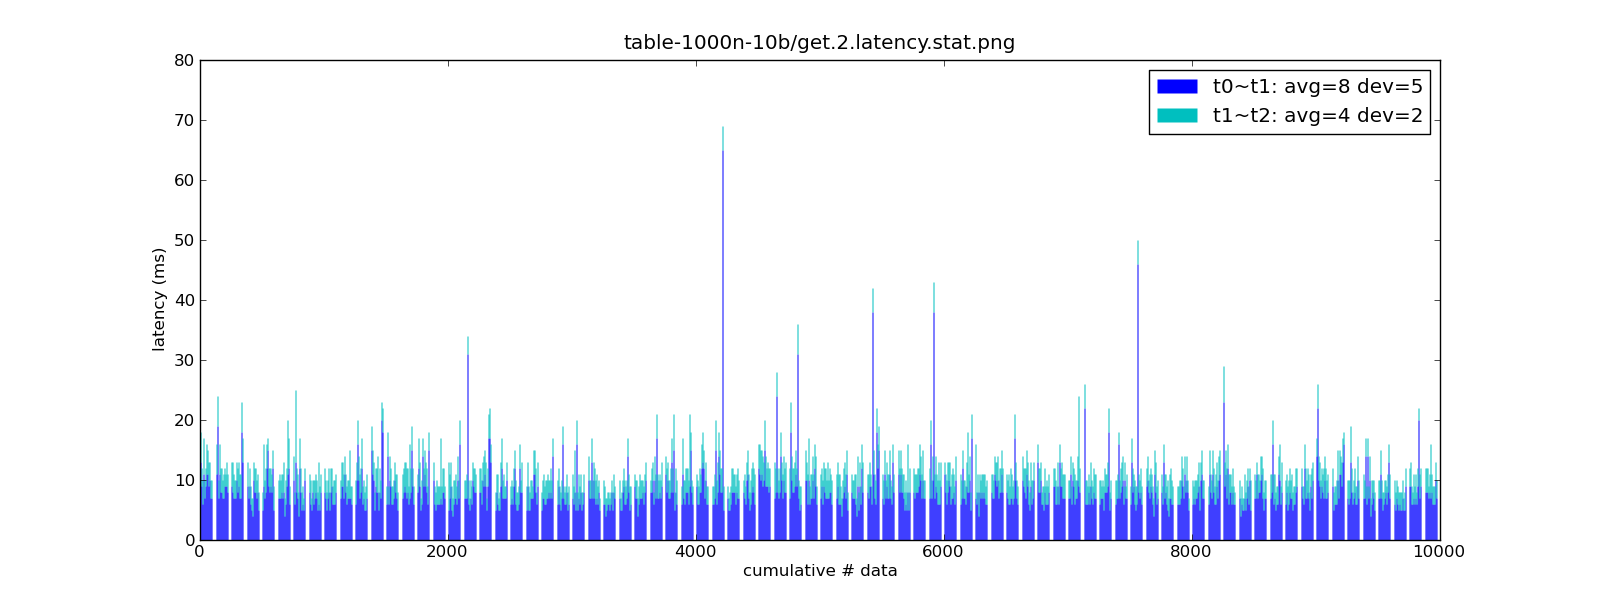 table-1000n-10b/get.2.latency.stat.png
80
70
60
50
40
30
20
10
0
latency (ms)
t0~t1: avg=8 dev=5
t1~t2: avg=4 dev=2
0 2000 4000 6000 8000 10000
cumulative # data